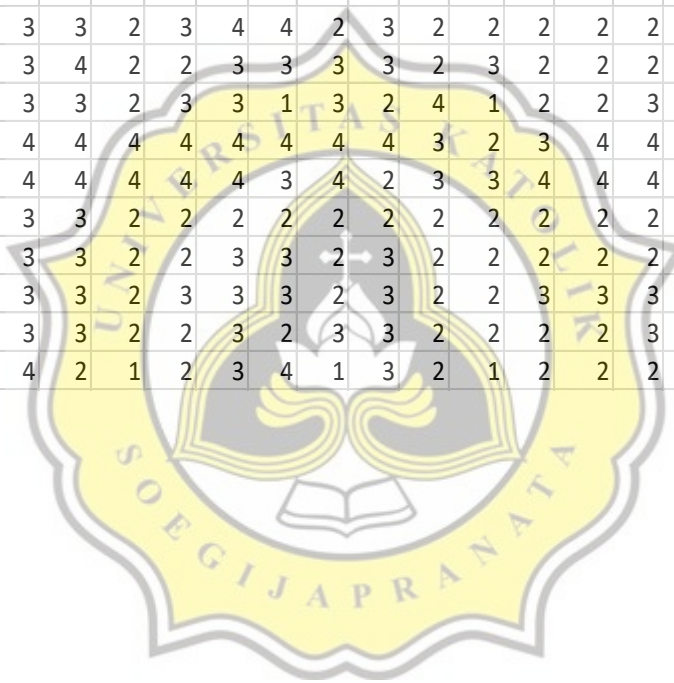 3 3 2 3 4 4 2 3 2 2 2 2 2
3 4 2 2 3 3 3 3 2 3 2 2 2
3 3 2 3 3 1 3 2 4 1 2 2 3
4 4 4 4 4 4 4 4 3 2 3 4 4
4 4 4 4 4 3 4 2 3 3 4 4 4
3 3 2 2 2 2 2 2 2 2 2 2 2
3 3 2 2 3 3 2 3 2 2 2 2 2
3 3 2 3 3 3 2 3 2 2 3 3 3
3 3 2 2 3 2 3 3 2 2 2 2 3
4 2 1 2 3 4 1 3 2 1 2 2 2
UNIVERSITAS KATOLIK
SOEGIJAPRANATA